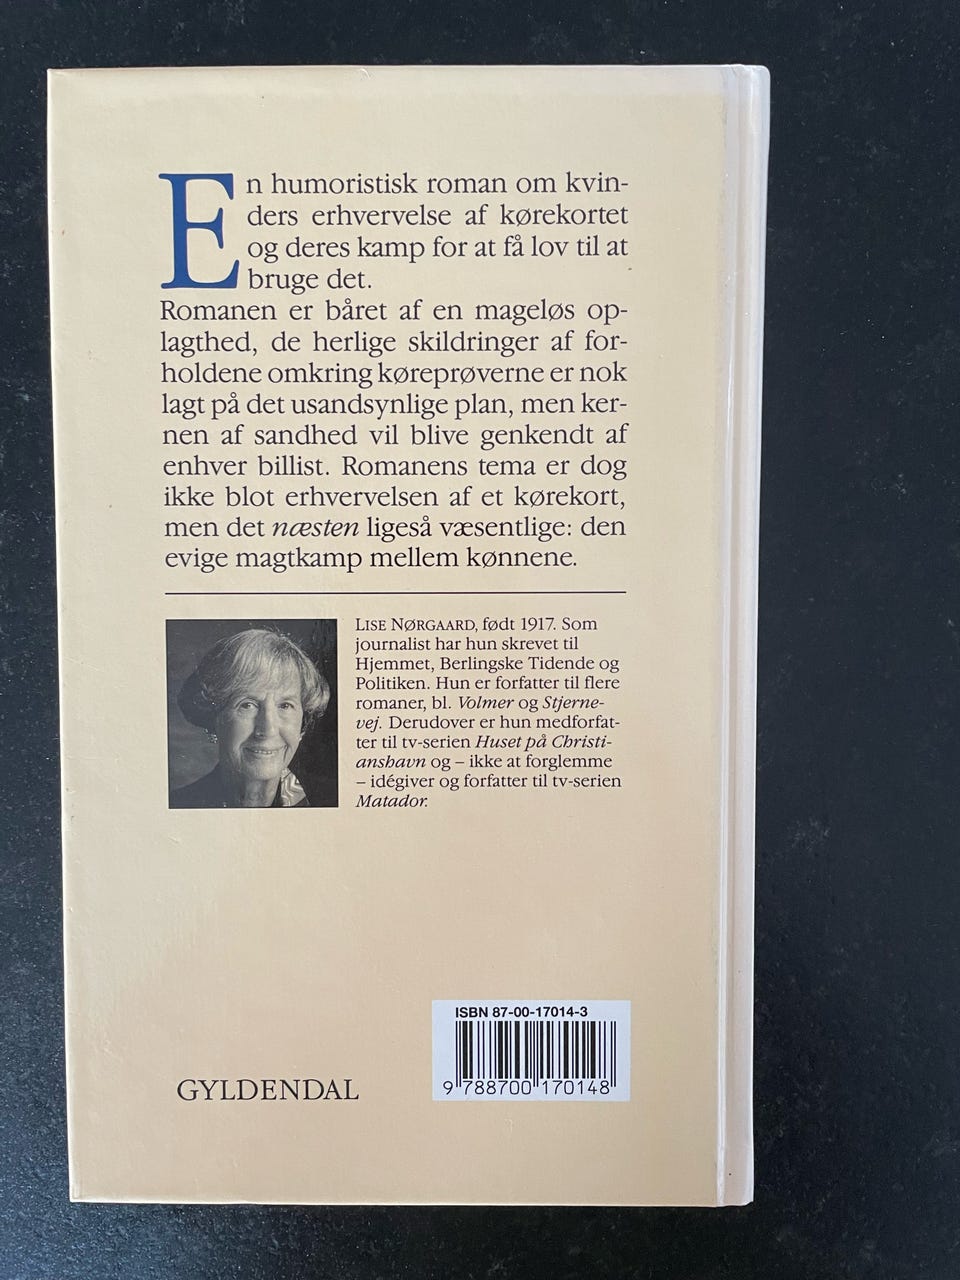 En humoristisk roman om kvin-
ders erhvervelse af kørekortet
og deres kamp for at få lov til at
bruge det.
Romanen er båret af en mageløs op-
lagthed, de herlige skildringer af for-
holdene omkring køreprøverne er nok
lagt på det usandsynlige plan, men ker-
nen af sandhed vil blive genkendt af
enhver billist. Romanens tema er dog
ikke blot erhvervelsen af et kørekort,
men det næsten ligeså væsentlige: den
evige magtkamp mellem kønnene.
LISE NØRGAARD, født 1917. Som
journalist har hun skrevet til
Hjemmet, Berlingske Tidende og
Politiken. Hun er forfatter til flere
romaner, bl. Volmer og Stjerne-
vej. Derudover er hun medforfat-
ter til tv-serien Huset på Christi-
anshavn og – ikke at forglemme
– idégiver og forfatter til tv-serien
Matador.
ISBN 87-00-17014-3
9 788700 170148
GYLDENDAL